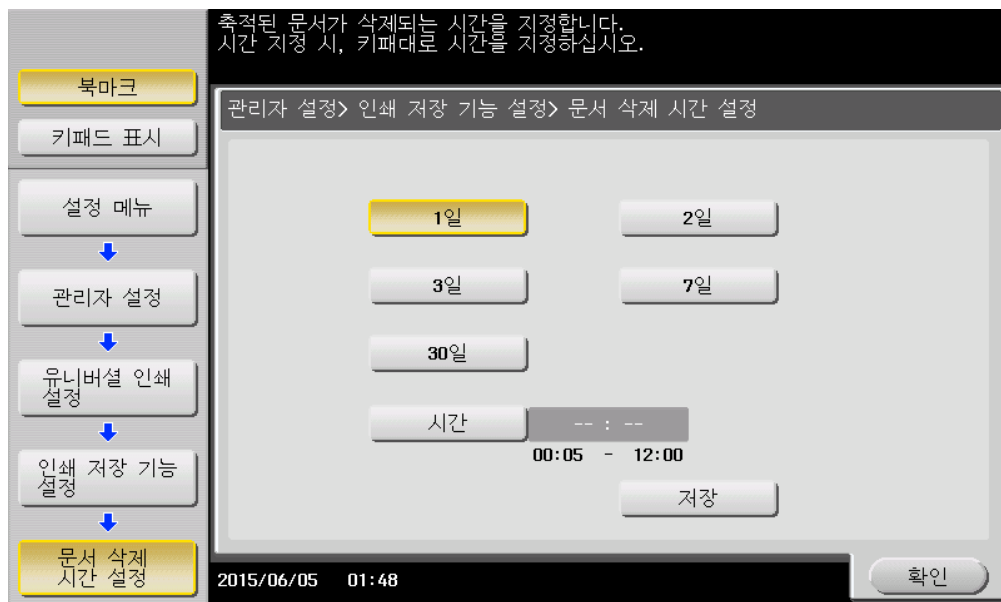 축적된 문서가 삭제되는 시간을 지정합니다.
시간 지정 시, 키패대로 시간을 지정하십시오.
북마크
키패드 표시
설정 메뉴
관리자 설정
유니버셜 인쇄
설정
인쇄 저장 기능
설정
문서 삭제
시간 설정
관리자 설정> 인쇄 저장 기능 설정> 문서 삭제 시간 설정
1일
2일
3일
7일
30일
시간
-- : --
00:05 - 12:00
저장
2015/06/05 01:48
확인